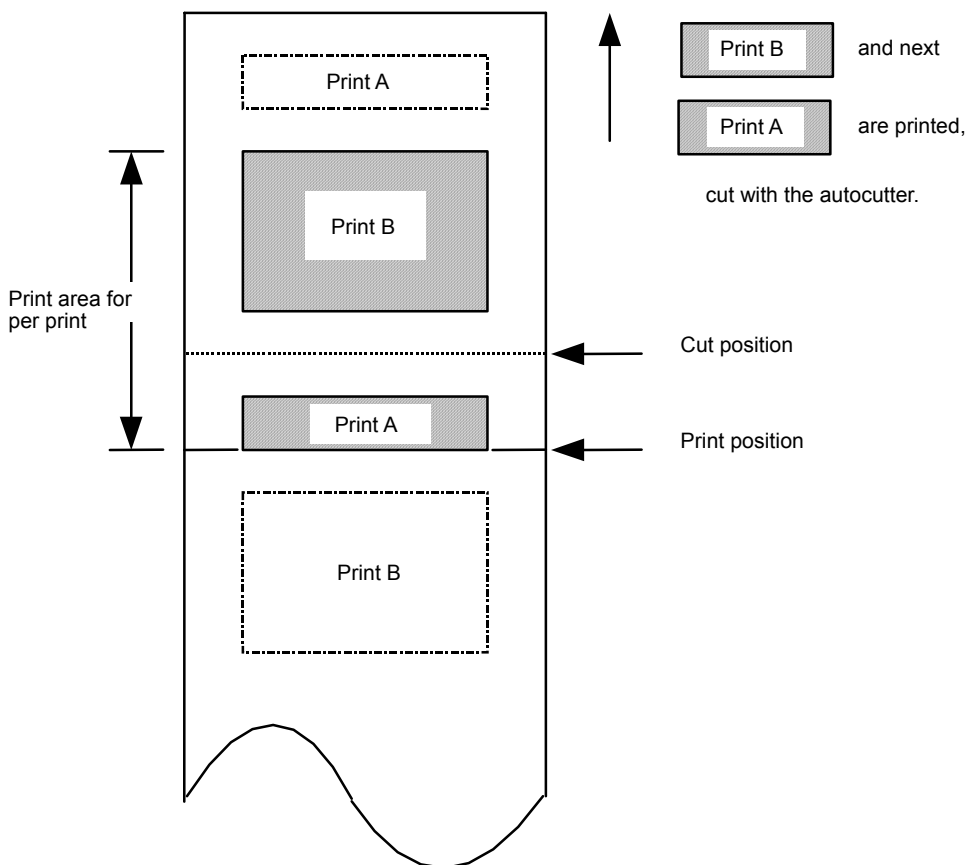 Print A
Print B
and next
Print A
are printed,
cut with the autocutter.
Print B
Print area for
per print
Cut position
Print A
Print position
Print B